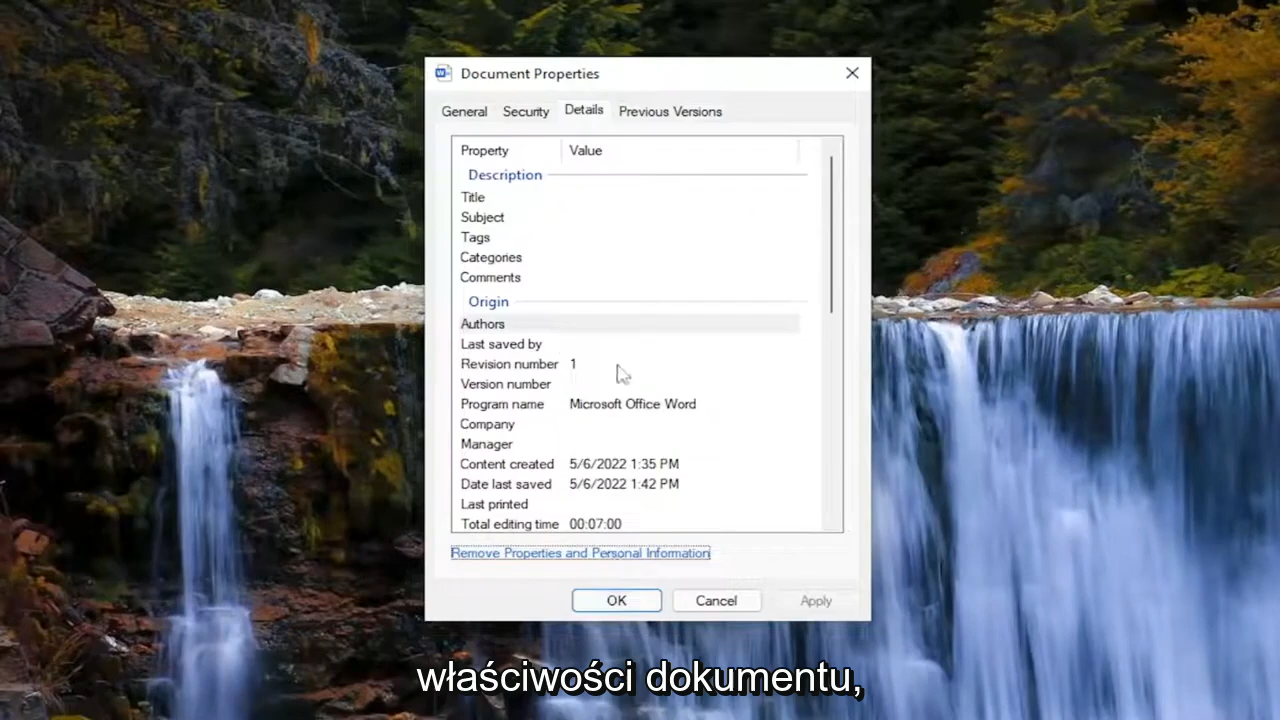 Document Properties
General Security Details Previous Versions
Property Value
Description
Title
Subject
Tags
Categories
Comments
Origin
Authors
Last saved by
Revision number 1
Version number
Program name Microsoft Office Word
Company
Manager
Content created 5/6/2022 1:35 PM
Date last saved 5/6/2022 1:42 PM
Last printed
Total editing time 00:07:00
Remove Properties and Personal Information
OK Cancel Apply
właściwości dokumentu,